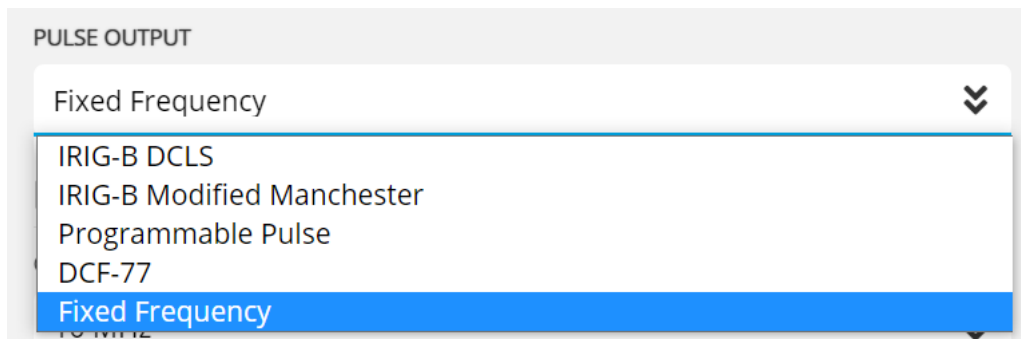 PULSE OUTPUT
Fixed Frequency
IRIG-B DCLS
IRIG-B Modified Manchester
Programmable Pulse
DCF-77
Fixed Frequency